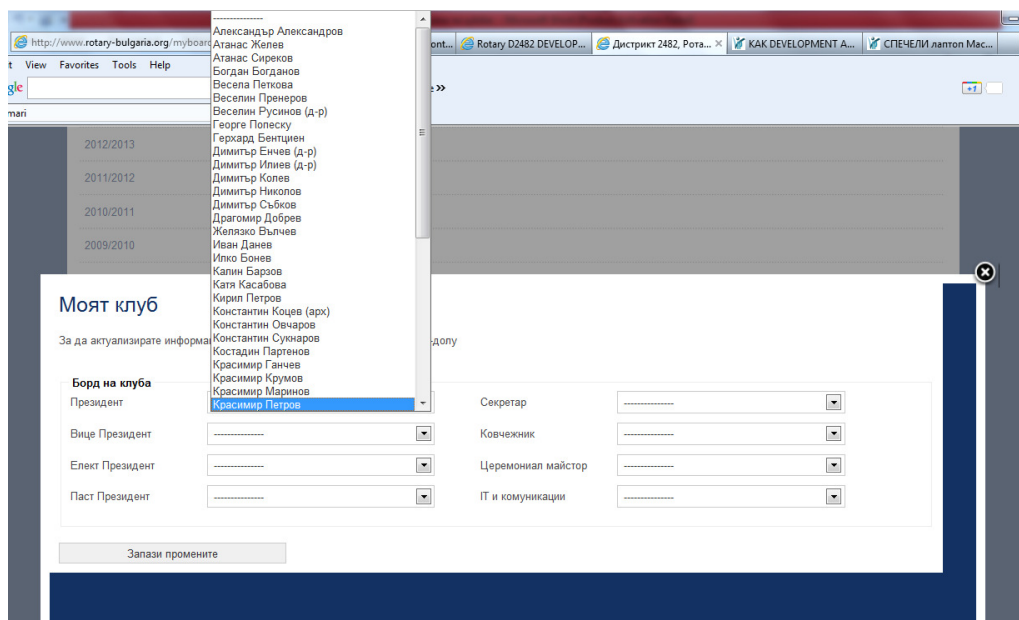 http://www.rotary-bulgaria.org/myboard
ont...
Rotary D2482 DEVELOP...
Дистрикт 2482, Рота...
КАК DEVELOPMENT A...
СПЕЧЕЛИ лаптоп Мас...
t View Favorites Tools Help
gle
e »
+1
mari
2012/2013
2011/2012
2010/2011
2009/2010
---------------
Александър Александров
Атанас Желев
Атанас Сиреков
Богдан Богданов
Весела Петкова
Веселин Пренеров
Веселин Русинов (д-р)
Георге Попеску
Герхард Бентциен
Димитър Енчев (д-р)
Димитър Илиев (д-р)
Димитър Колев
Димитър Николов
Димитър Събков
Драгомир Добрев
Желязко Вълчев
Иван Данев
Илко Бонев
Калин Барзов
Катя Касабова
Кирил Петров
Константин Коцев (арх)
Константин Овчаров
Константин Сукнаров
Костадин Партенов
Красимир Ганчев
Красимир Крумов
Красимир Маринов
Красимир Петров
Моят клуб
За да актуализирате информа
-долу
Борд на клуба
Президент
Секретар ---------------
Вице Президент ---------------
Ковчежник ---------------
Елект Президент ---------------
Церемониал майстор ---------------
Паст Президент ---------------
IT и комуникации ---------------
Запази промените